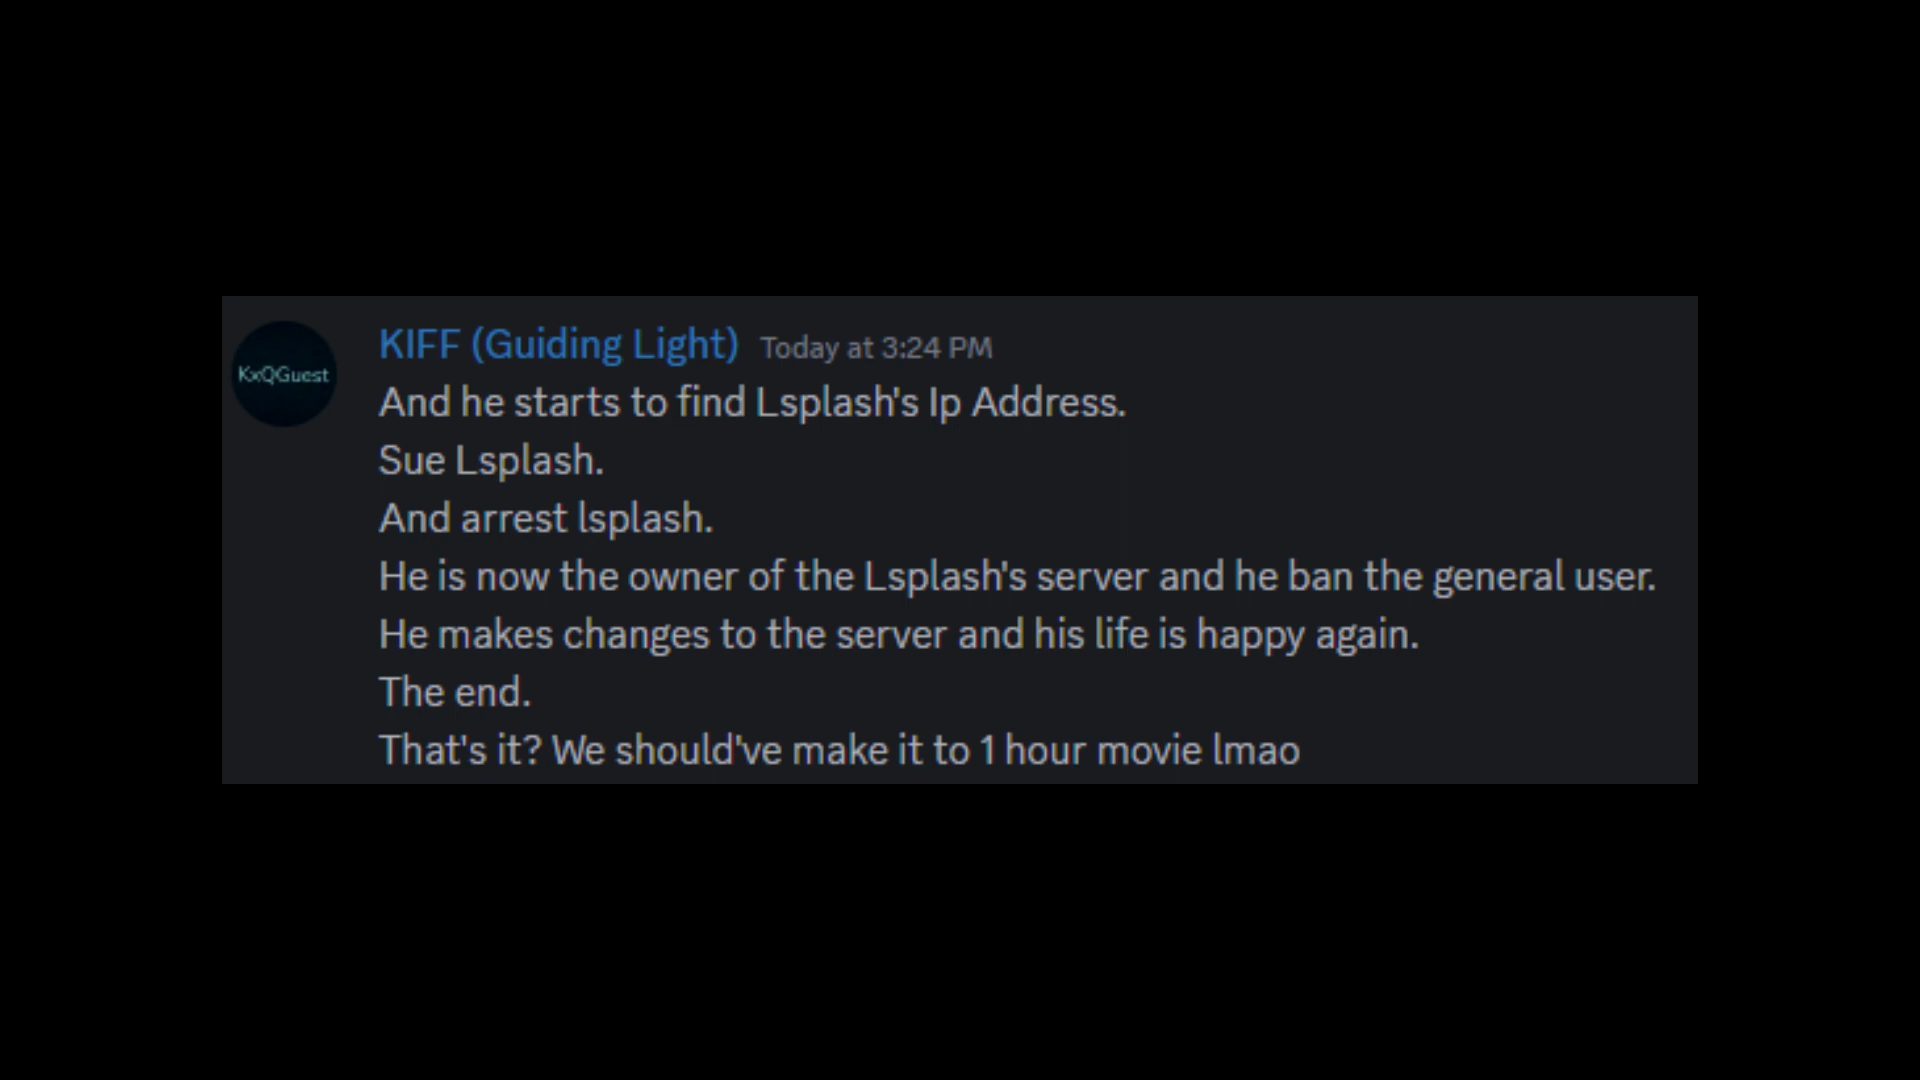 KxQGuest
KIFF (Guiding Light) Today at 3:24 PM
And he starts to find Lsplash's Ip Address.
Sue Lsplash.
And arrest lsplash.
He is now the owner of the Lsplash's server and he ban the general user.
He makes changes to the server and his life is happy again.
The end.
That's it? We should've make it to 1 hour movie lmao